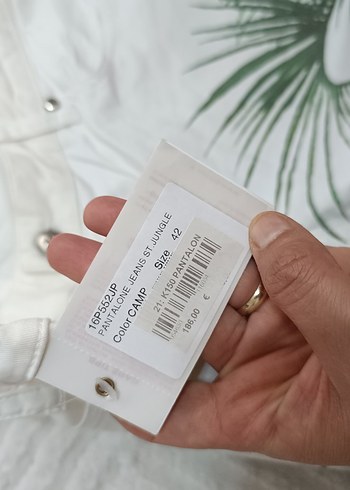 16P552JP
PANTALONE JEANS ST JUNGLE
Color CAMP Size 42
21: K150 PANTALON
186.00 €